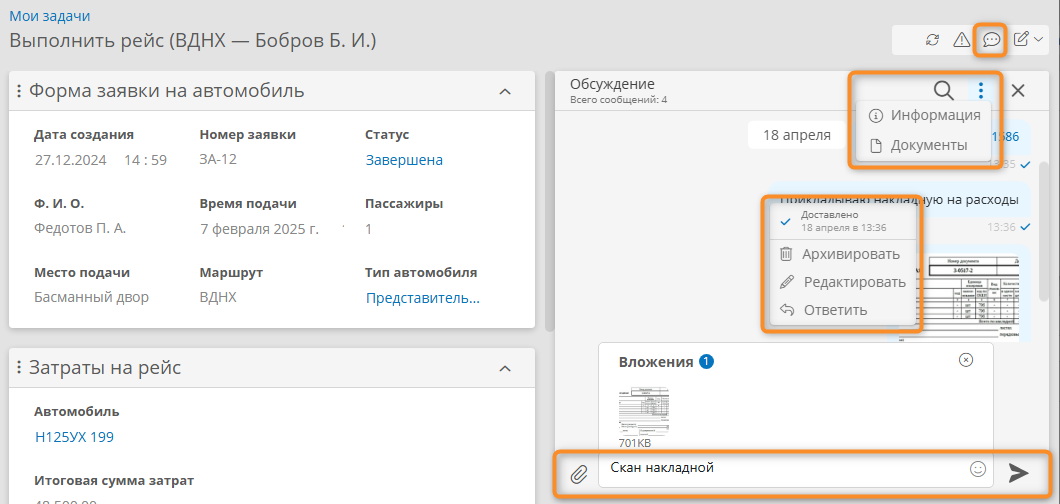 Мои задачи
Выполнить рейс (ВДНХ — Бобров Б. И.)
Форма заявки на автомобиль
Дата создания
Номер заявки
Статус
27.12.2024 14 : 59
ЗА-12
Завершена
Ф. И. О.
Время подачи
Пассажиры
Федотов П. А.
7 февраля 2025 г.
1
Место подачи
Маршрут
Тип автомобиля
Басманный двор
ВДНХ
Представитель...
Затраты на рейс
Автомобиль
Н125УХ 199
Итоговая сумма затрат
Обсуждение
Всего сообщений: 4
Информация
Документы
18 апреля
1586
Прикладываю накладную на расходы
13:36
Доставлено
18 апреля в 13:36
Архивировать
Редактировать
Ответить
3-0517-2
Вложения 1
701KB
Скан накладной